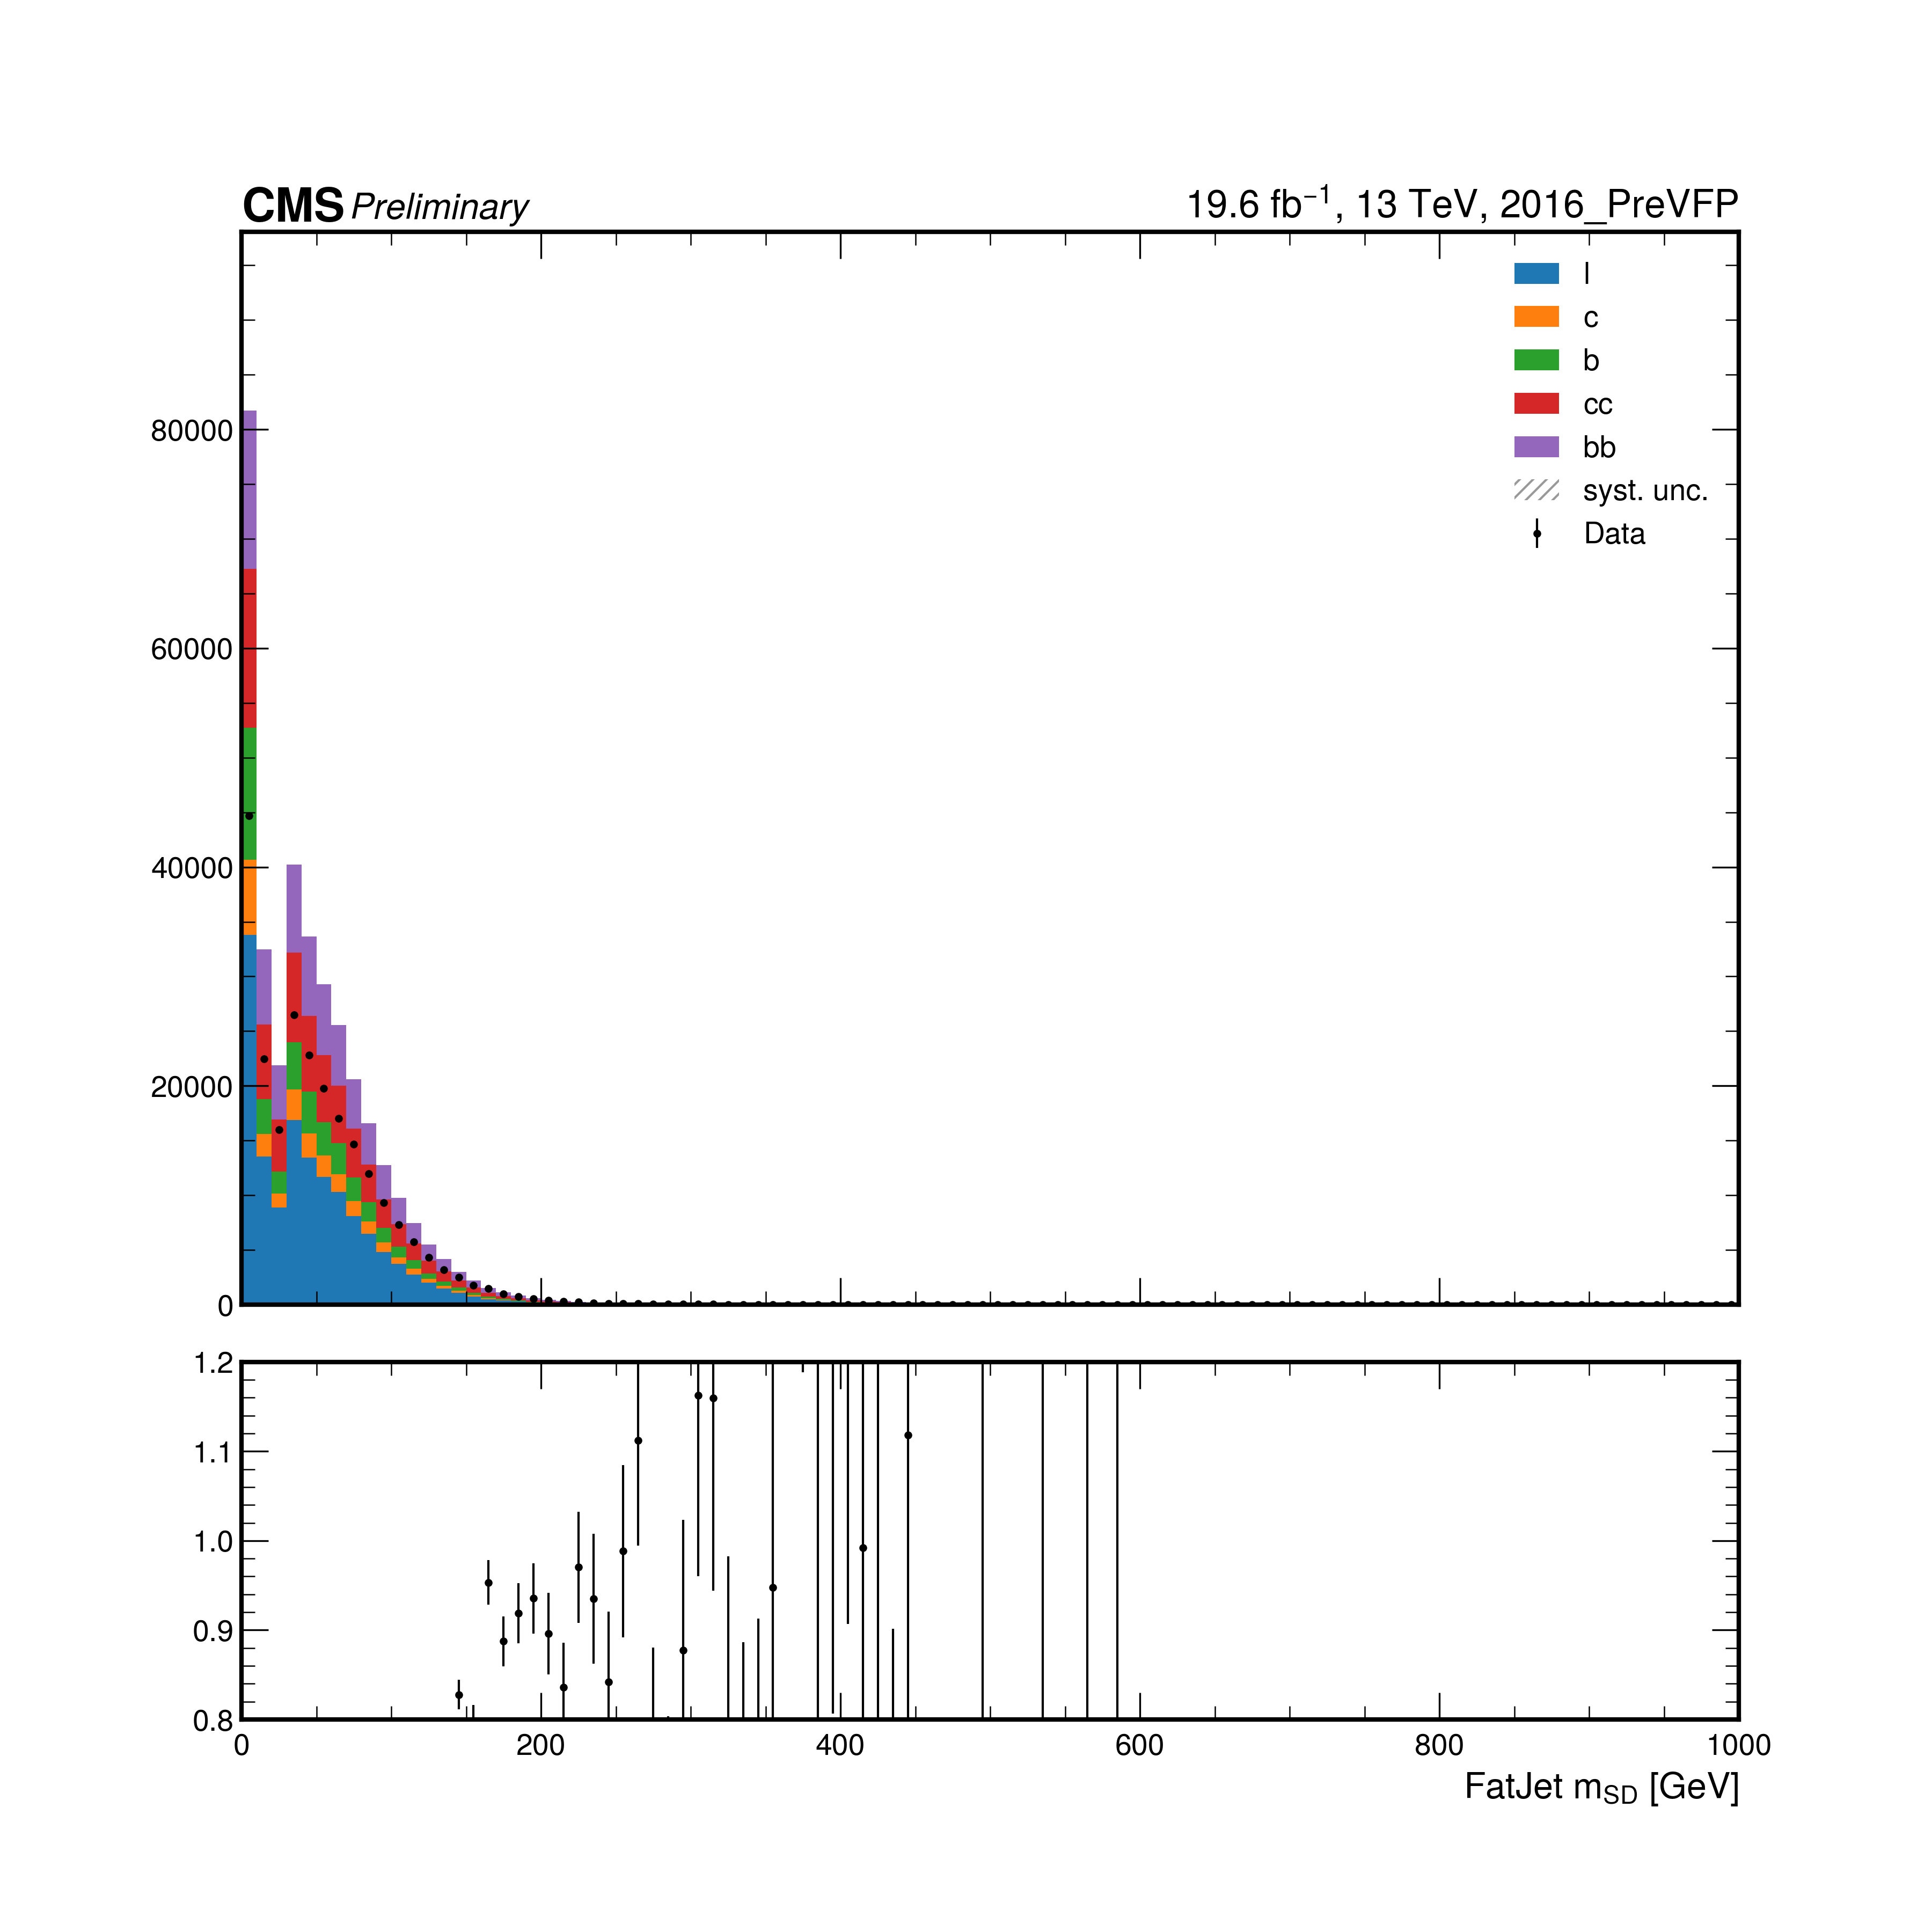 CMS Preliminary 19.6 fb⁻¹, 13 TeV, 2016_PreVFP
l
c
b
cc
bb
syst. unc.
Data
80000
60000
40000
20000
0
1.2
1.1
1.0
0.9
0.8
0 200 400 600 800 1000
FatJet m_SD [GeV]